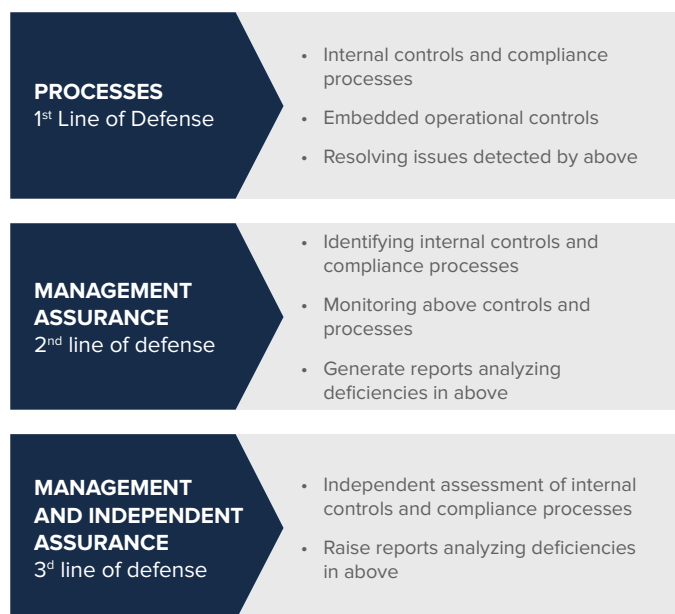 PROCESSES
1st Line of Defense
• Internal controls and compliance
processes
• Embedded operational controls
• Resolving issues detected by above
MANAGEMENT
ASSURANCE
2nd line of defense
• Identifying internal controls and
compliance processes
• Monitoring above controls and
processes
• Generate reports analyzing
deficiencies in above
MANAGEMENT
AND INDEPENDENT
ASSURANCE
3d line of defense
• Independent assessment of internal
controls and compliance processes
• Raise reports analyzing deficiencies
in above